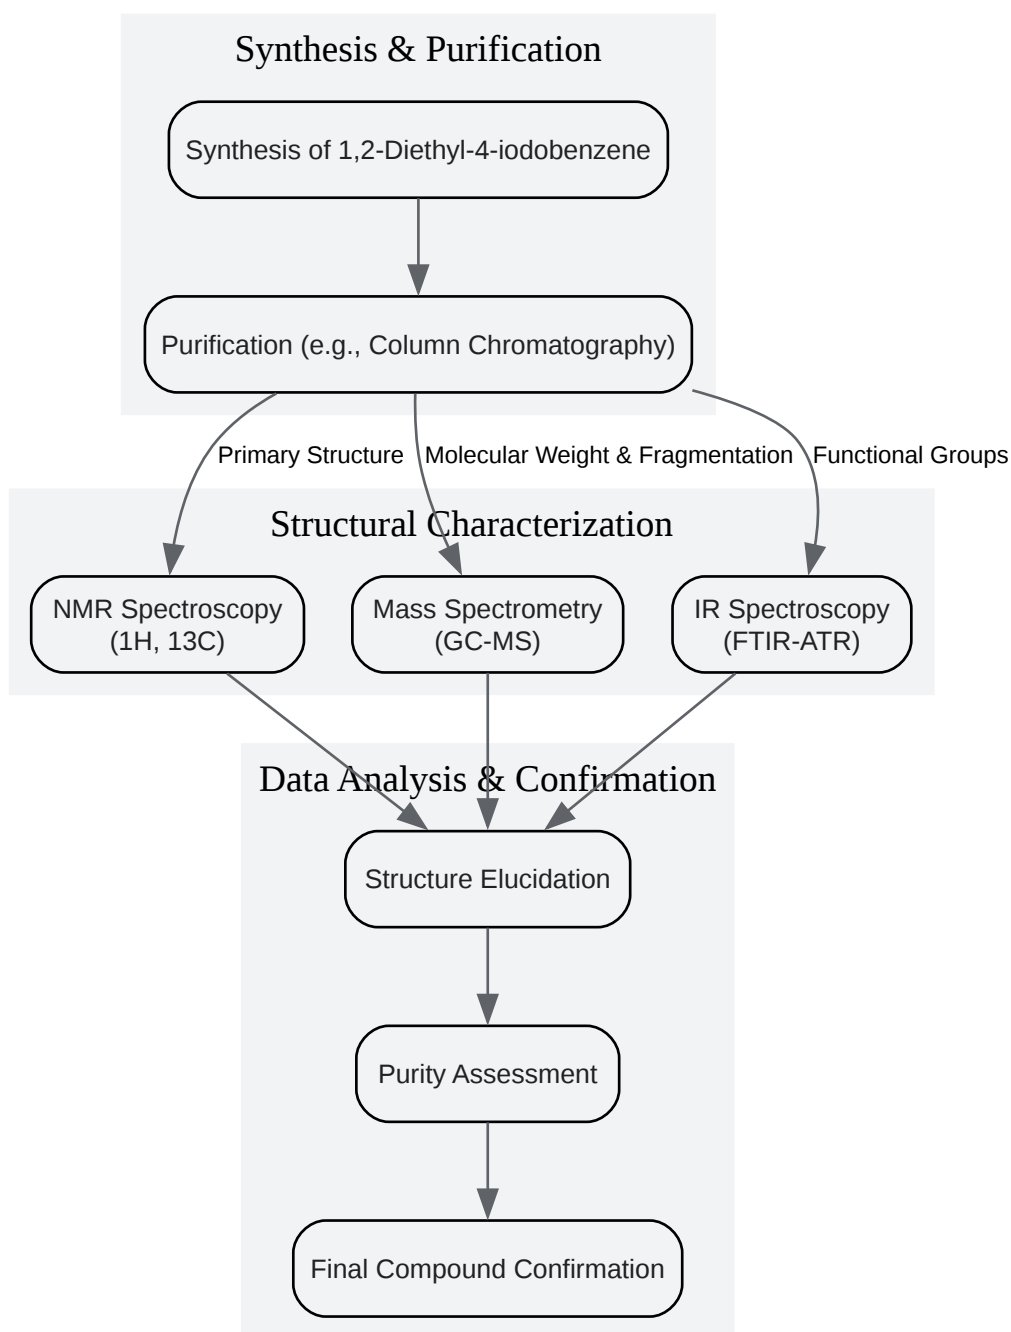 Synthesis & Purification
Synthesis of 1,2-Diethyl-4-iodobenzene
Purification (e.g., Column Chromatography)
Primary Structure
Molecular Weight & Fragmentation
Functional Groups
Structural Characterization
NMR Spectroscopy
(1H, 13C)
Mass Spectrometry
(GC-MS)
IR Spectroscopy
(FTIR-ATR)
Data Analysis & Confirmation
Structure Elucidation
Purity Assessment
Final Compound Confirmation